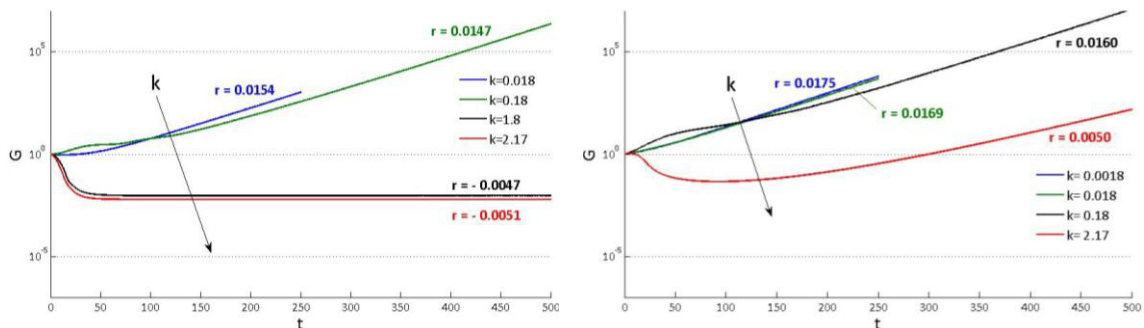 r = 0.0147
10^5
r = 0.0154
k
k=0.018
k=0.18
k=1.8
k=2.17
G
10^0
r = - 0.0047
r = - 0.0051
10^-5
0 50 100 150 200 250 300 350 400 450 500
t
10^5
r = 0.0160
r = 0.0175
k
r = 0.0169
G
10^0
r = 0.0050
k= 0.0018
k= 0.018
k= 0.18
k= 2.17
10^-5
0 50 100 150 200 250 300 350 400 450 500
t